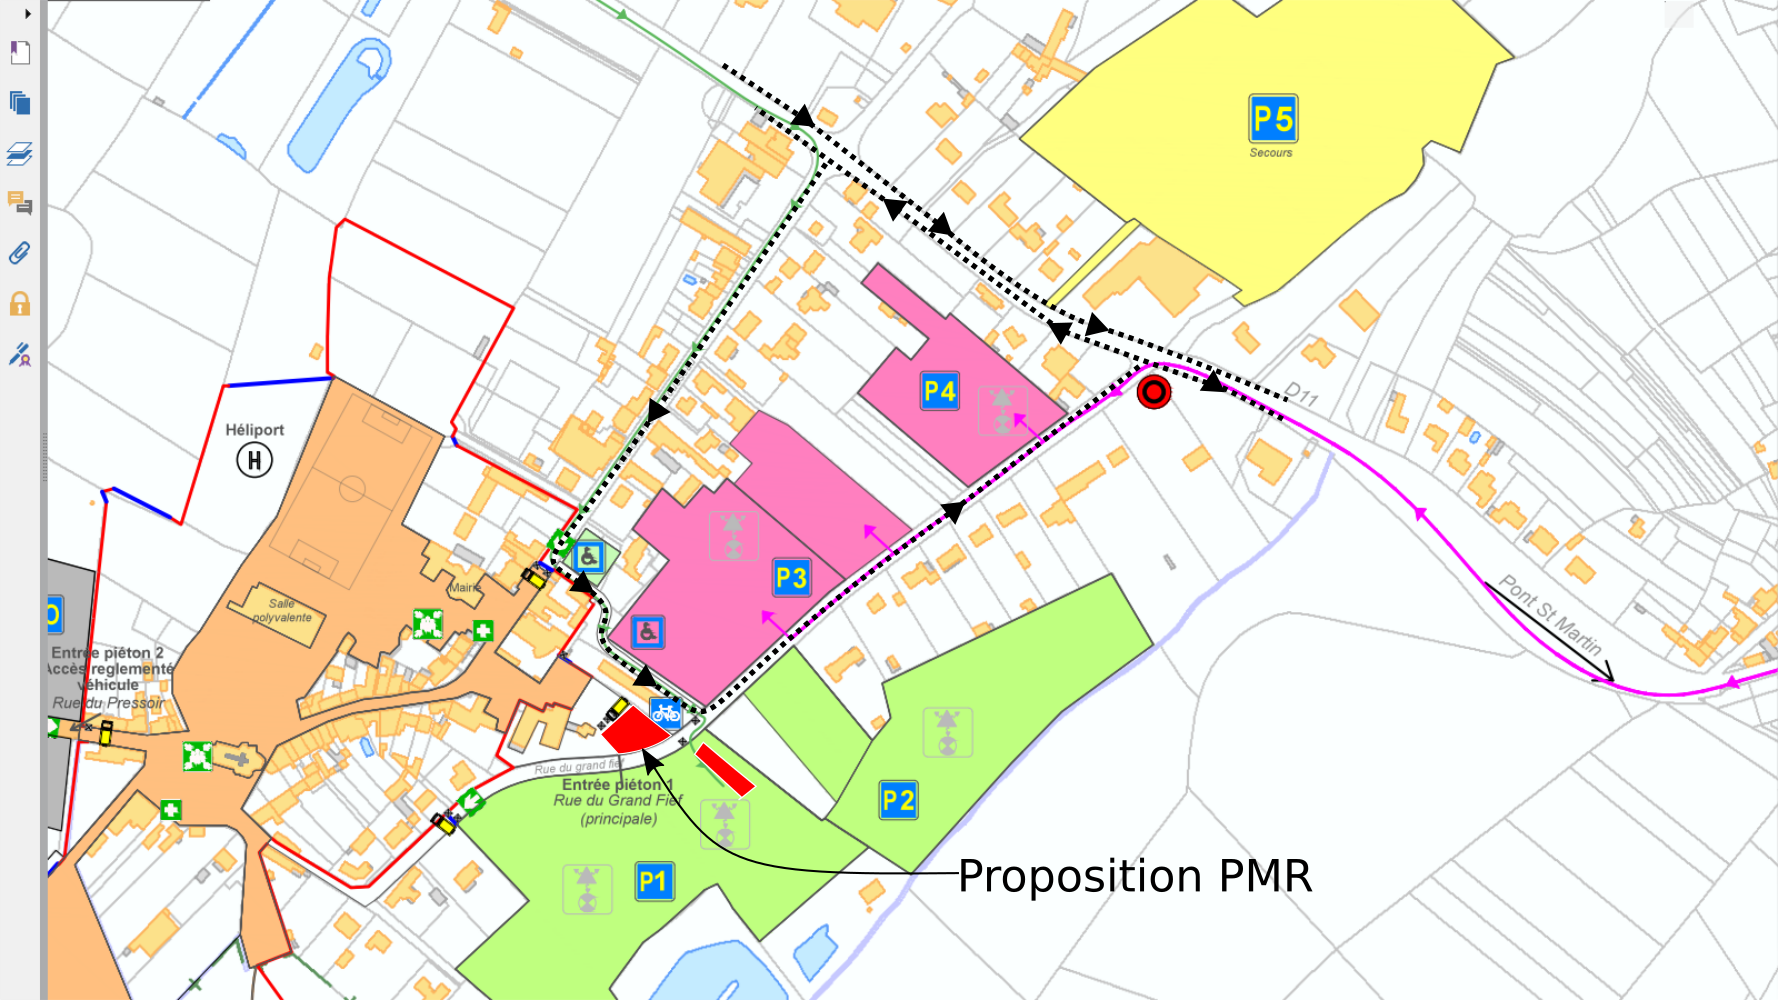 P5
Secours
P4
D11
Héliport
H
P3
Mairie
Salle
polyvalente
Pont St Martin
Entrée piéton 2
Accès reglementé
véhicule
Rue du Pressoir
Rue du grand fief
Entrée piéton 1
Rue du Grand Fief
(principale)
P2
P1
Proposition PMR